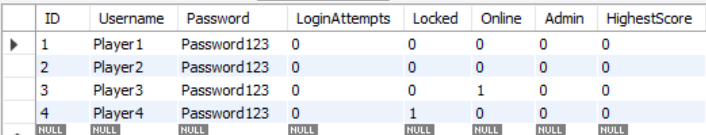 ID Username Password LoginAttempts Locked Online Admin HighestScore
1 Player1 Password123 0 0 0 0 0
2 Player2 Password123 0 0 0 0 0
3 Player3 Password123 0 0 1 0 0
4 Player4 Password123 0 1 0 0 0
NULL NULL NULL NULL NULL NULL NULL NULL